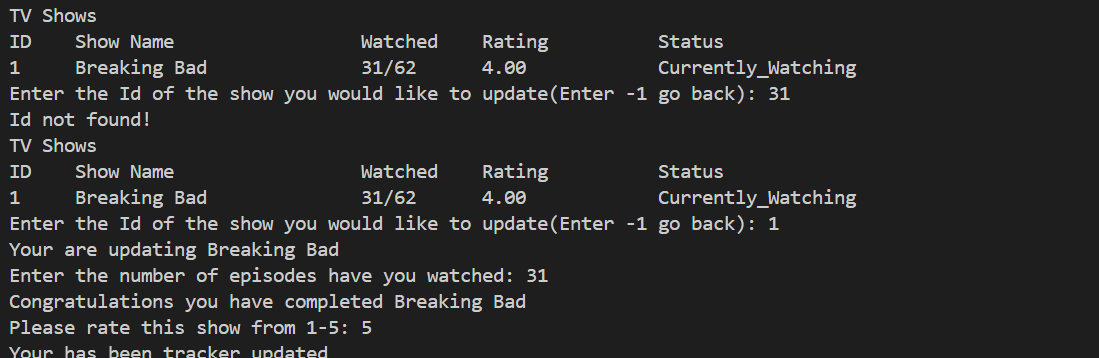 TV Shows
ID Show Name Watched Rating Status
1 Breaking Bad 31/62 4.00 Currently_Watching
Enter the Id of the show you would like to update(Enter -1 go back): 31
Id not found!
TV Shows
ID Show Name Watched Rating Status
1 Breaking Bad 31/62 4.00 Currently_Watching
Enter the Id of the show you would like to update(Enter -1 go back): 1
Your are updating Breaking Bad
Enter the number of episodes have you watched: 31
Congratulations you have completed Breaking Bad
Please rate this show from 1-5: 5
Your has been tracker updated